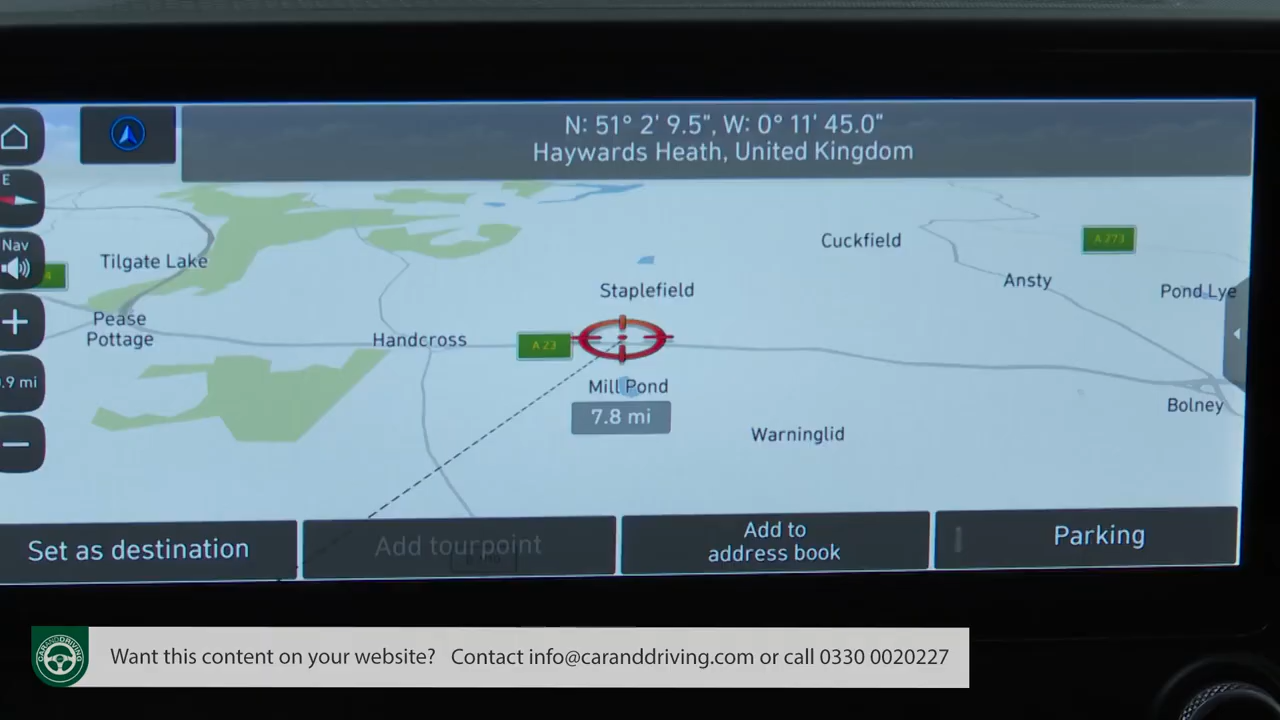 N: 51° 2' 9.5", W: 0° 11' 45.0"
Haywards Heath, United Kingdom
E
Nav
.9 mi
Tilgate Lake
Pease
Pottage
Handcross
A 23
Staplefield
Mill Pond
7.8 mi
Cuckfield
A 273
Ansty
Pond Lye
Bolney
Warninglid
Set as destination
Add tourpoint
Add to
address book
Parking
CARANDDRIVING
Want this content on your website? Contact info@caranddriving.com or call 0330 0020227